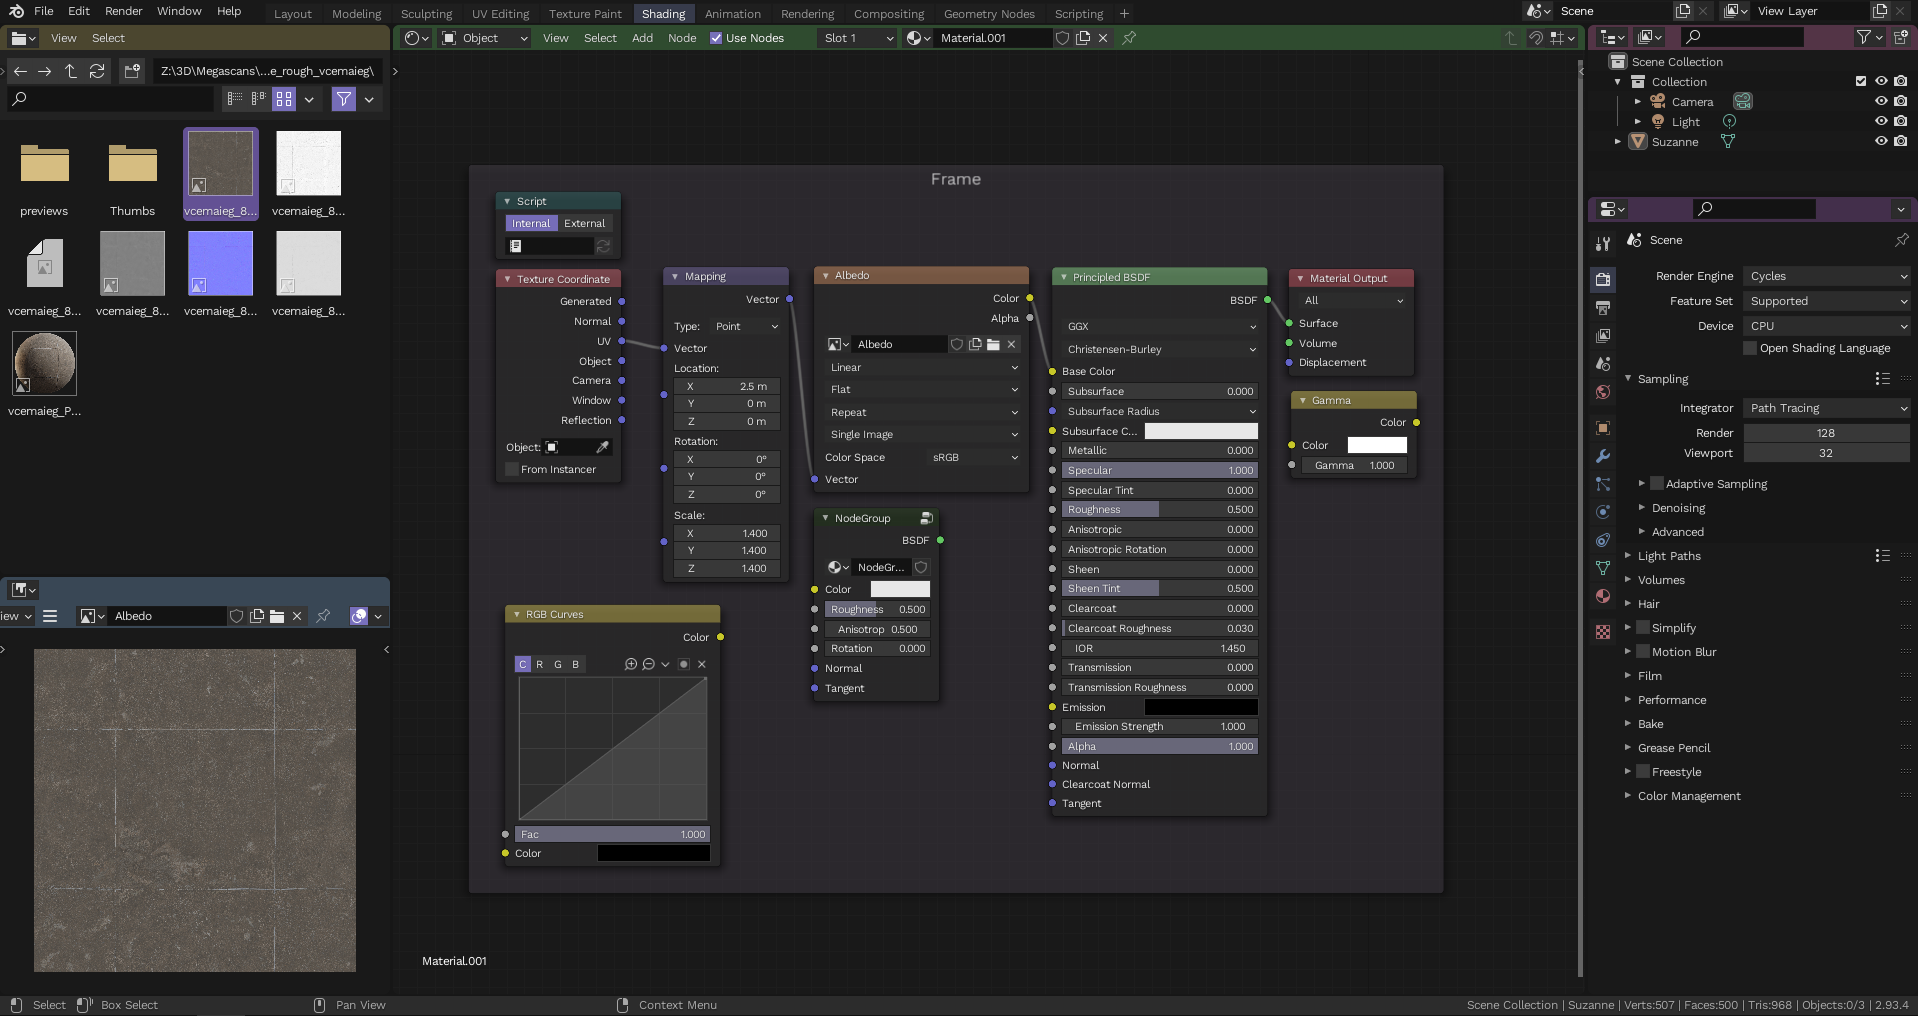 File Edit Render Window Help Layout Modeling Sculpting UV Editing Texture Paint Shading Animation Rendering Compositing Geometry Nodes Scripting + Scene View Layer
View Select
Object View Select Add Node Use Nodes Slot 1 Material.001
Z:\3D\Megascans\...e_rough_vcemaieg\
previews Thumbs vcemaieg_8... vcemaieg_8...
vcemaieg_8... vcemaieg_8... vcemaieg_8... vcemaieg_8...
vcemaieg_P...
iew Albedo
Frame
Script
Internal External
Texture Coordinate
Generated
Normal
UV
Object
Camera
Window
Reflection
Object:
From Instancer
Mapping
Vector
Type: Point
Vector
Location:
X 2.5 m
Y 0 m
Z 0 m
Rotation:
X 0°
Y 0°
Z 0°
Scale:
X 1.400
Y 1.400
Z 1.400
RGB Curves
Color
C R G B
Fac 1.000
Color
Albedo
Color
Alpha
Albedo
Linear
Flat
Repeat
Single Image
Color Space sRGB
Vector
NodeGroup
BSDF
NodeGr...
Color
Roughness 0.500
Anisotrop 0.500
Rotation 0.000
Normal
Tangent
Principled BSDF
BSDF
GGX
Christensen-Burley
Base Color
Subsurface 0.000
Subsurface Radius
Subsurface C...
Metallic 0.000
Specular 1.000
Specular Tint 0.000
Roughness 0.500
Anisotropic 0.000
Anisotropic Rotation 0.000
Sheen 0.000
Sheen Tint 0.500
Clearcoat 0.000
Clearcoat Roughness 0.030
IOR 1.450
Transmission 0.000
Transmission Roughness 0.000
Emission
Emission Strength 1.000
Alpha 1.000
Normal
Clearcoat Normal
Tangent
Material Output
All
Surface
Volume
Displacement
Gamma
Color
Color
Gamma 1.000
Material.001
Scene Collection
Collection
Camera
Light
Suzanne
Scene
Render Engine Cycles
Feature Set Supported
Device CPU
Open Shading Language
Sampling
Integrator Path Tracing
Render 128
Viewport 32
Adaptive Sampling
Denoising
Advanced
Light Paths
Volumes
Hair
Simplify
Motion Blur
Film
Performance
Bake
Grease Pencil
Freestyle
Color Management
Select Box Select Pan View Context Menu Scene Collection | Suzanne | Verts:507 | Faces:500 | Tris:968 | Objects:0/3 | 2.93.4